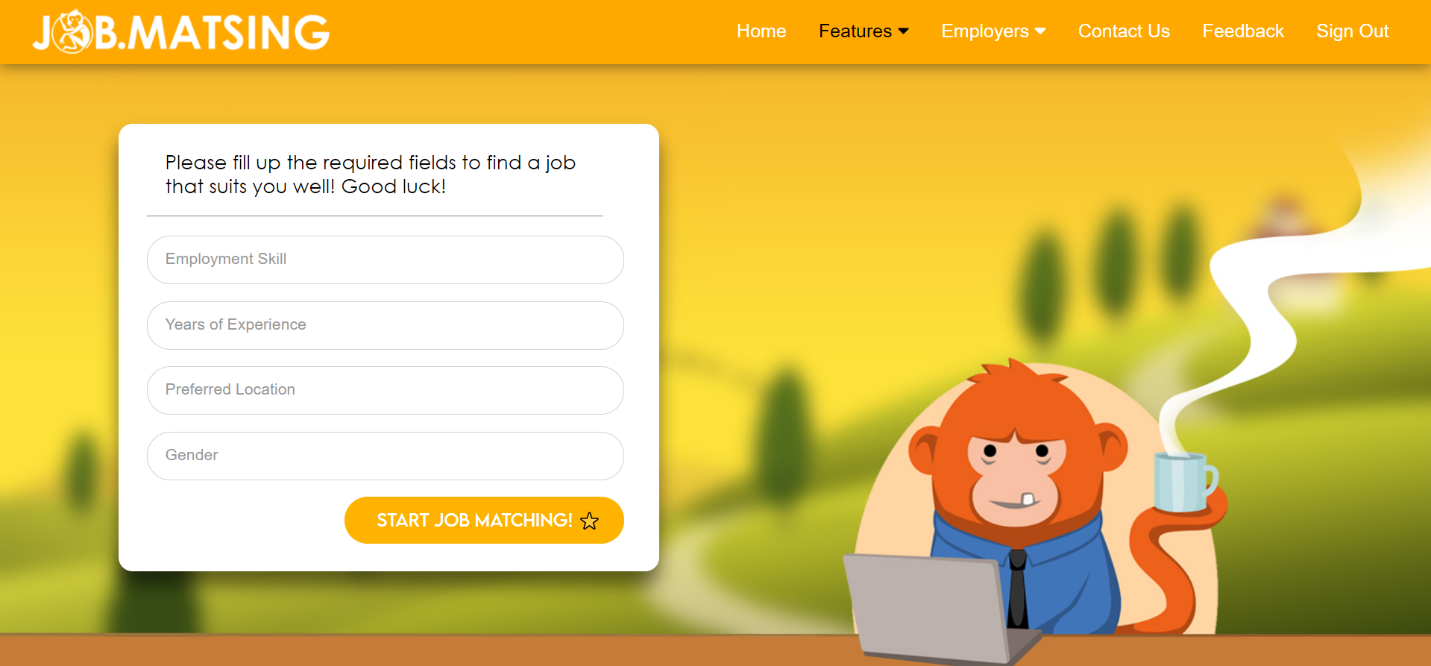 JOB.MATSING
Home Features Employers Contact Us Feedback Sign Out
Please fill up the required fields to find a job
that suits you well! Good luck!
Employment Skill
Years of Experience
Preferred Location
Gender
START JOB MATCHING!